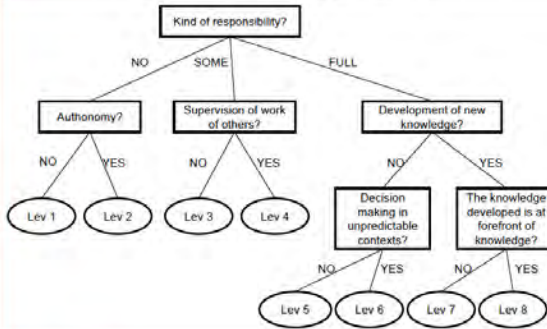 Kind of responsibility?
NO
SOME
FULL
Authonomy?
Supervision of work
of others?
Development of new
knowledge?
NO
YES
NO
YES
NO
YES
Lev 1
Lev 2
Lev 3
Lev 4
Decision
making in
unpredictable
contexts?
The knowledge
developed is at
forefront of
knowledge?
NO
YES
NO
YES
Lev 5
Lev 6
Lev 7
Lev 8